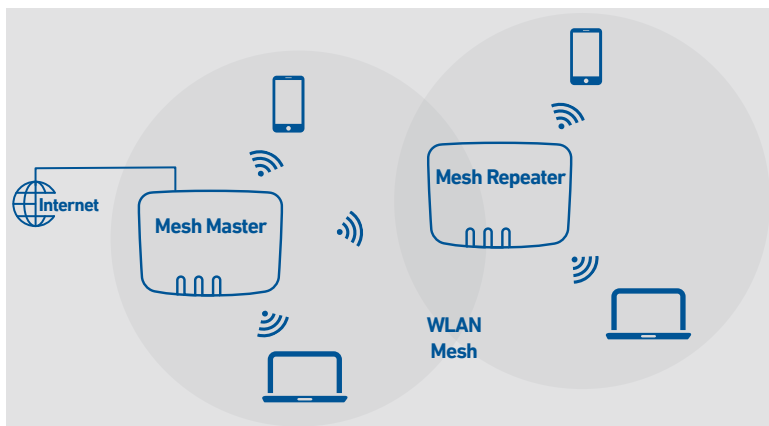 Internet
Mesh Master
Mesh Repeater
WLAN
Mesh